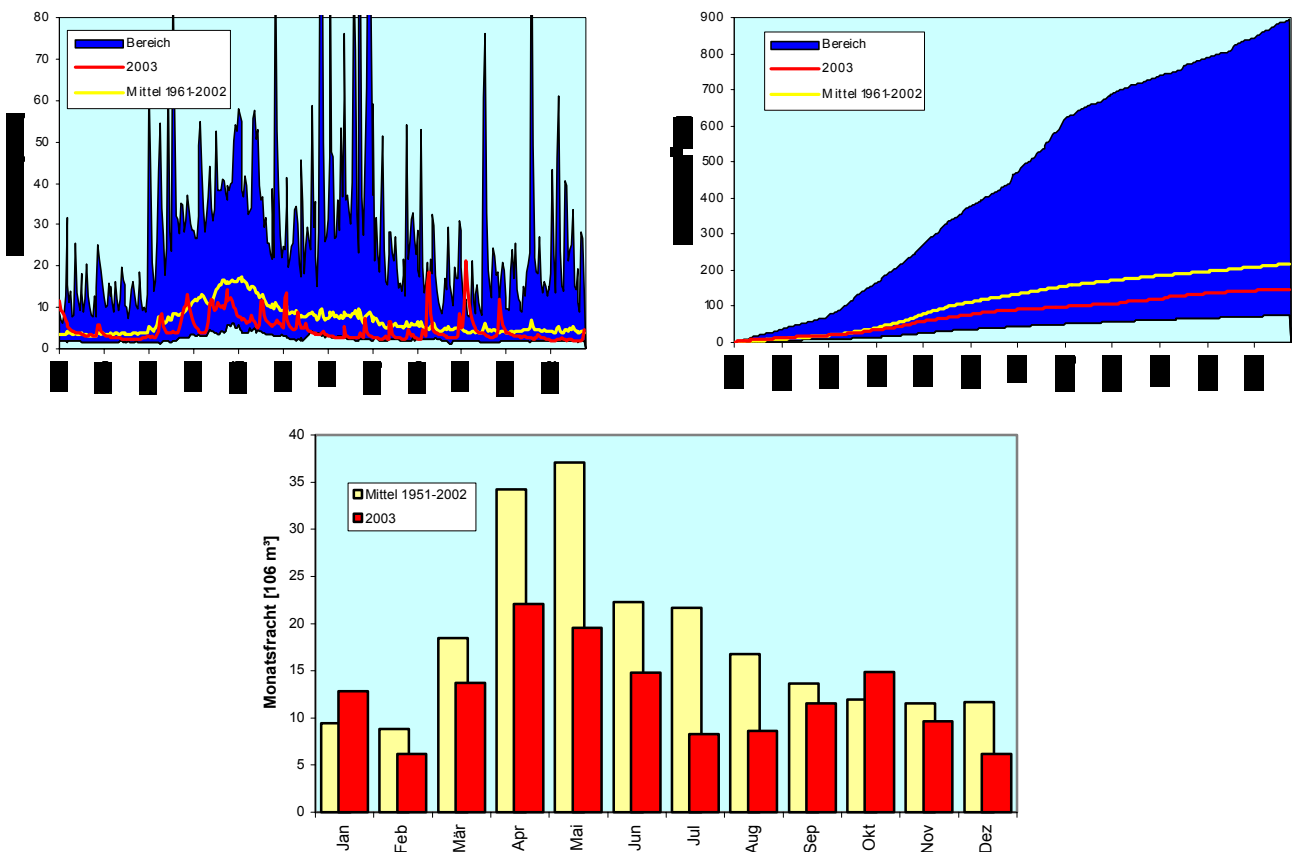 80
70
60
50
40
30
20
10
0
Bereich
2003
Mittel 1961-2002
900
800
700
600
500
400
300
200
100
0
Bereich
2003
Mittel 1961-2002
40
35
30
25
20
15
10
5
0
Monatsfracht [106 m³]
Mittel 1951-2002
2003
Jan
Feb
Mär
Apr
Mai
Jun
Jul
Aug
Sep
Okt
Nov
Dez